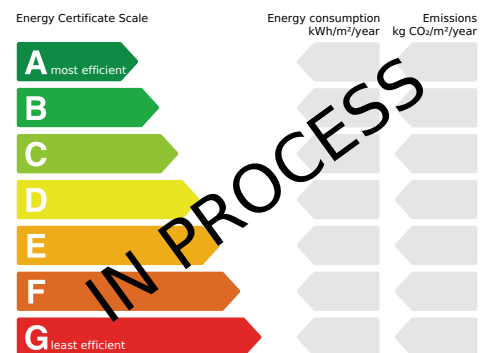 Energy Certificate Scale
Energy consumption
kWh/m²/year
Emissions
kg CO₂/m²/year
A most efficient
B
C
D
E
F
G least efficient
IN PROCESS